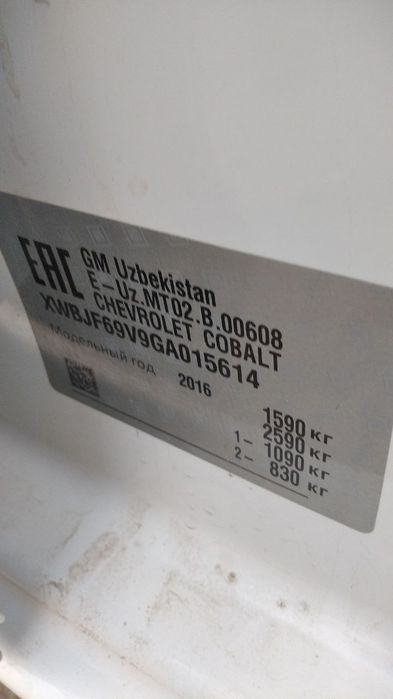 EAC GM Uzbekistan
E-Uz.MT02.B.00608
CHEVROLET COBALT
XWBJF69V9GA015614
Модельный год 2016
1590 кг
2590 кг
1- 1090 кг
2- 830 кг